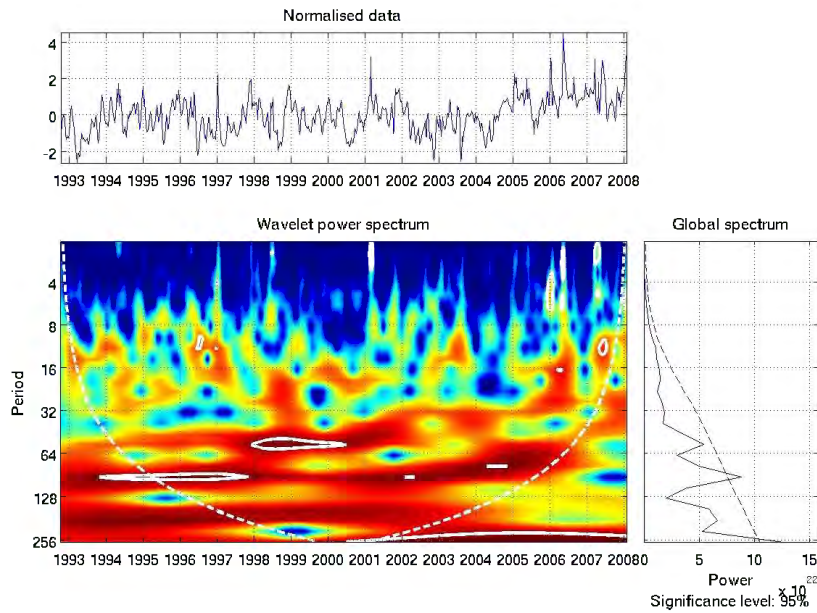 Normalised data
4
2
0
-2
1993 1994 1995 1996 1997 1998 1999 2000 2001 2002 2003 2004 2005 2006 2007 2008
Wavelet power spectrum
Global spectrum
Period
4
8
16
32
64
128
256
1993 1994 1995 1996 1997 1998 1999 2000 2001 2002 2003 2004 2005 2006 2007 2008
0 5 10 15
Power
x 10 22
Significance level: 95%